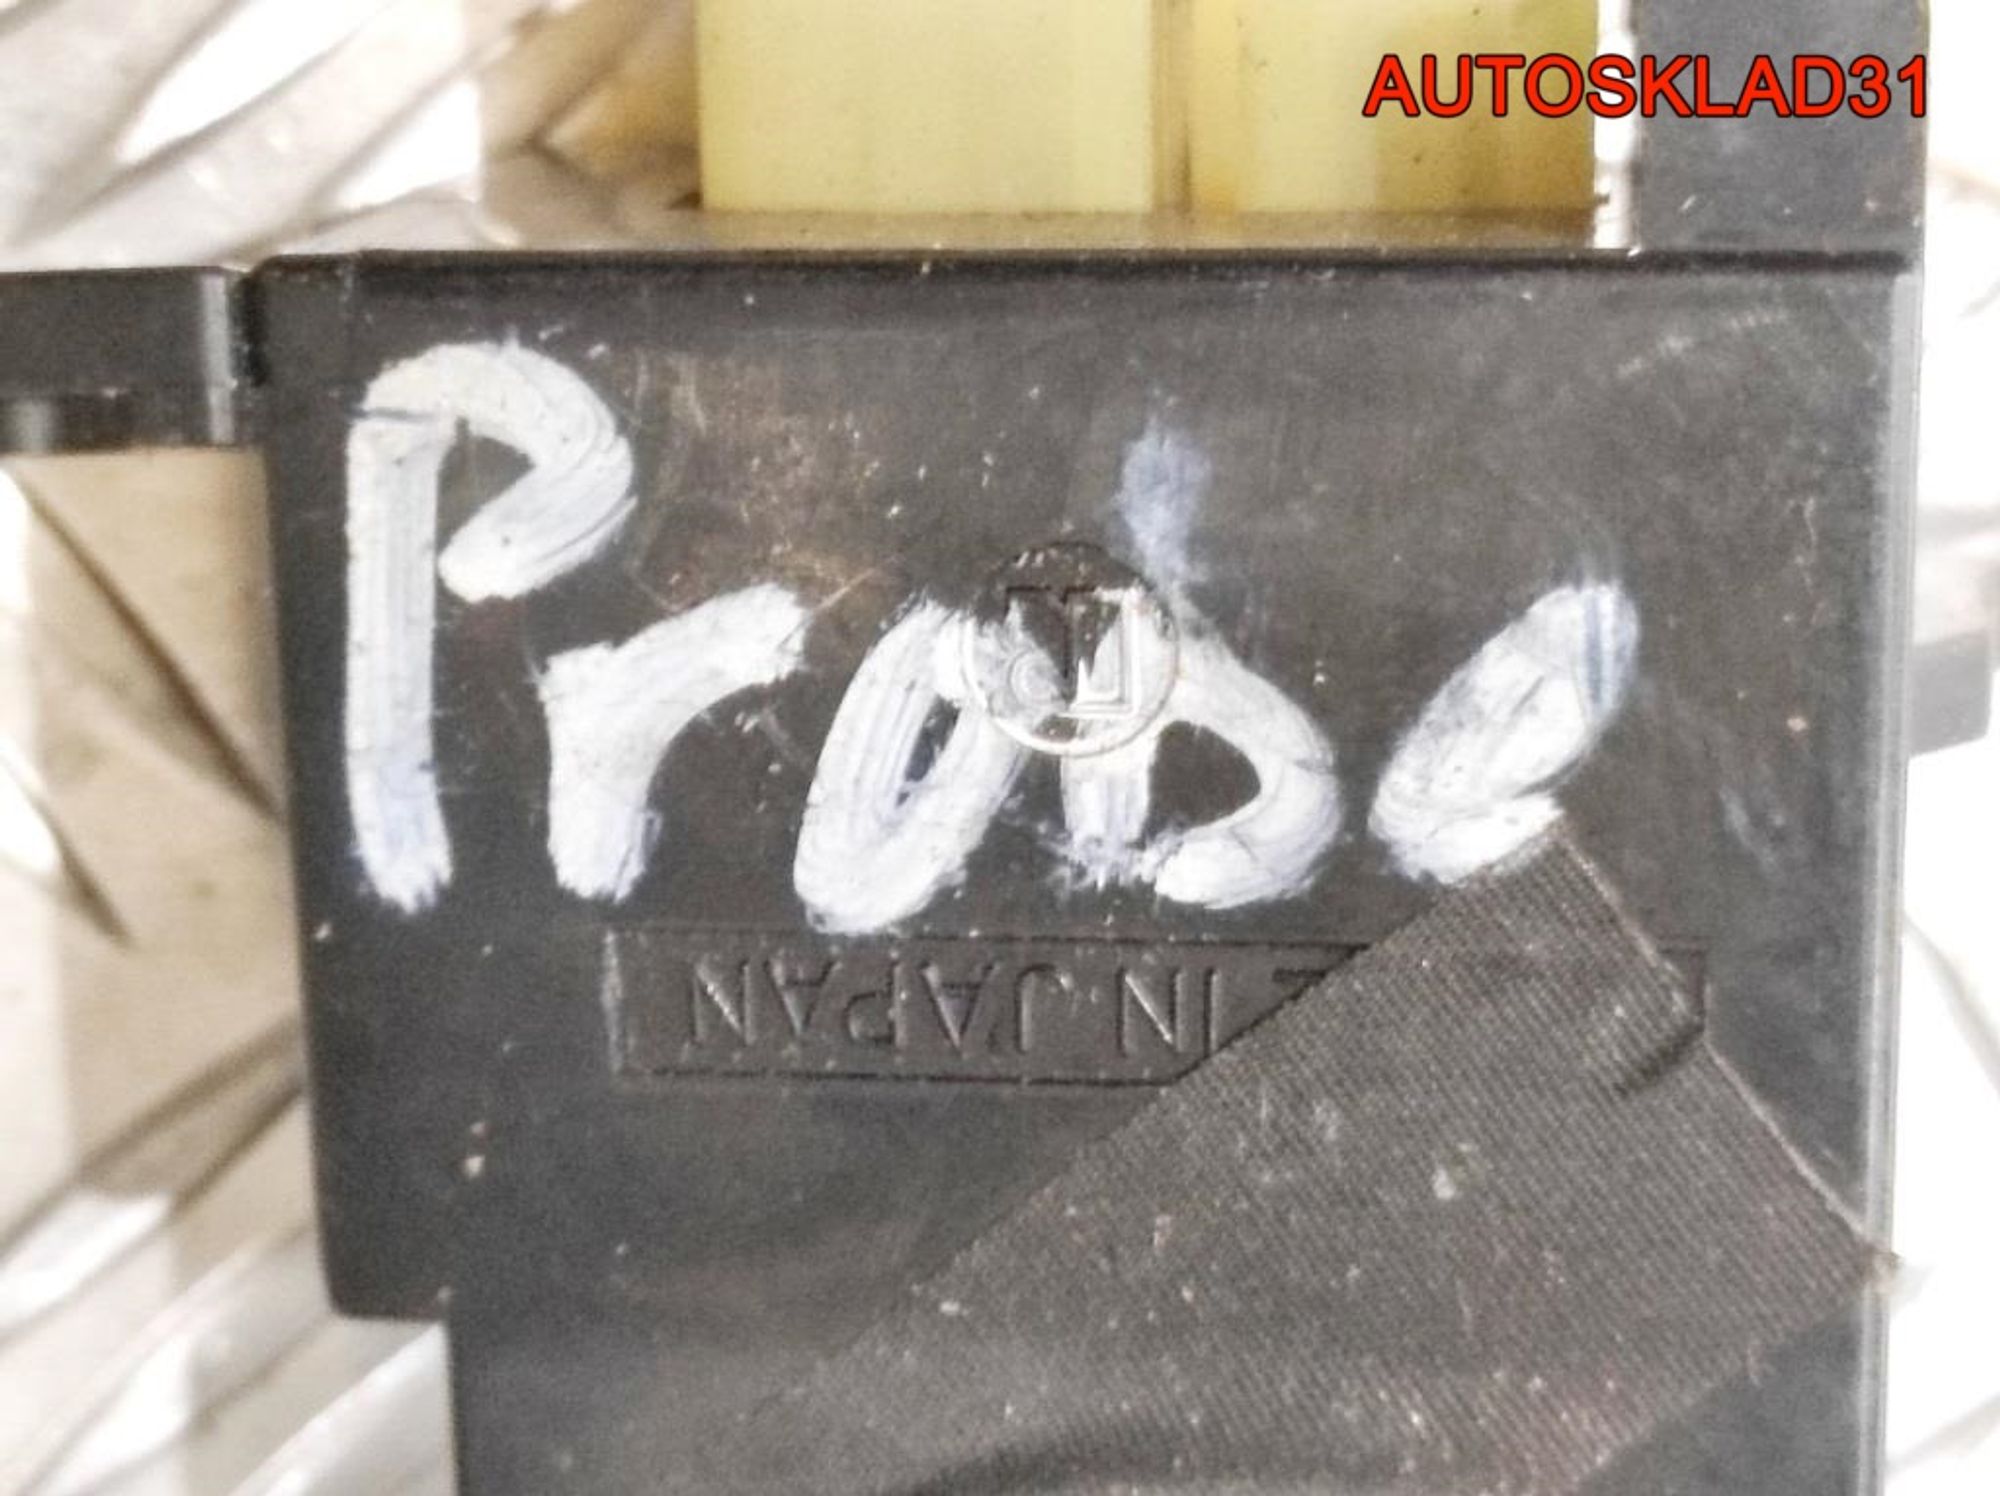 AUTOSKLAD31
Probe
E IN JAPAN